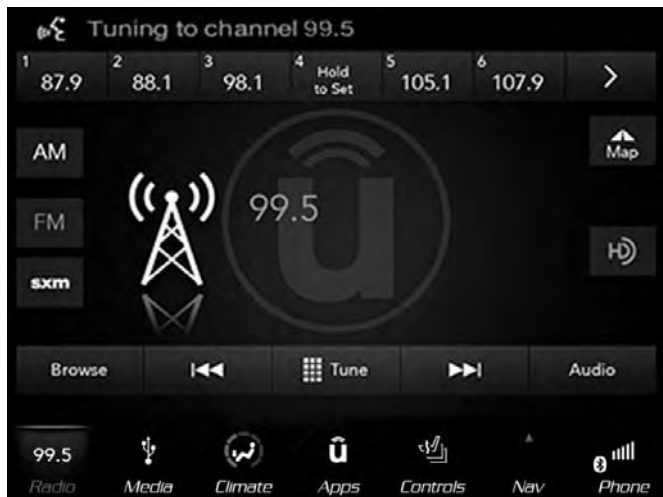 Tuning to channel 99.5
1 87.9 2 88.1 3 98.1 4 Hold to Set 5 105.1 6 107.9
AM
Map
99.5
FM
HD
sxm
Browse Tune Audio
99.5
Radio Media Climate Apps Controls Nav Phone